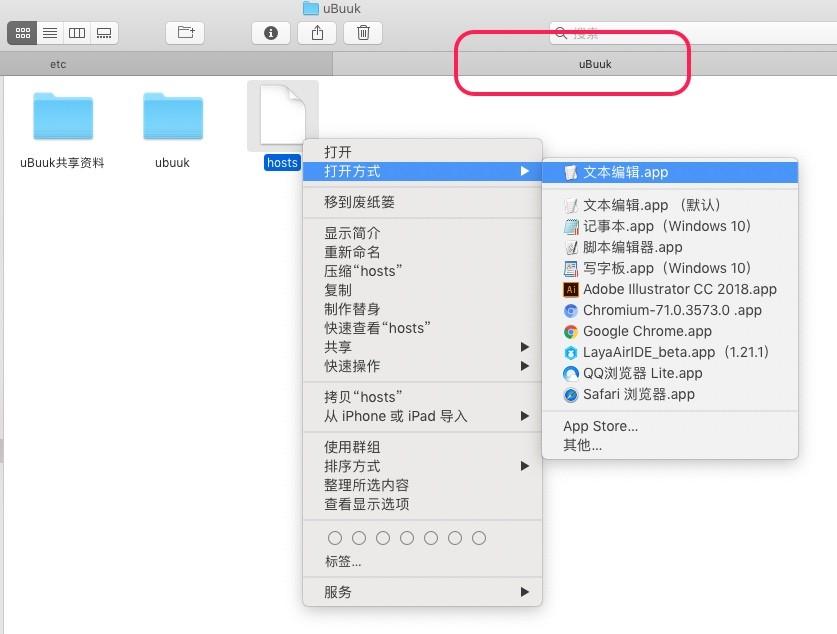 uBuuk
搜索
etc
uBuuk
uBuuk共享资料
ubuuk
hosts
打开
打开方式
移到废纸篓
显示简介
重新命名
压缩“hosts”
复制
制作替身
快速查看“hosts”
共享
快速操作
拷贝“hosts”
从 iPhone 或 iPad 导入
使用群组
排序方式
整理所选内容
查看显示选项
标签...
服务
文本编辑.app
文本编辑.app （默认）
记事本.app（Windows 10）
脚本编辑器.app
写字板.app（Windows 10）
Adobe Illustrator CC 2018.app
Chromium-71.0.3573.0 .app
Google Chrome.app
LayaAirIDE_beta.app（1.21.1）
QQ浏览器 Lite.app
Safari 浏览器.app
App Store...
其他...